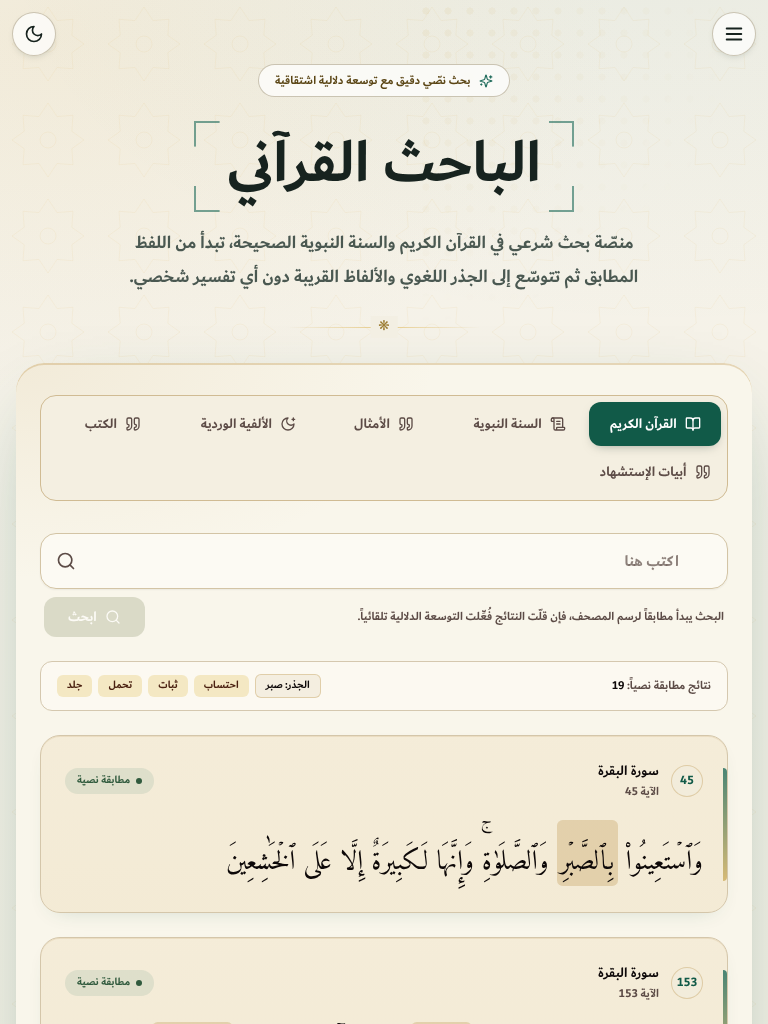 بحث نصّي دقيق مع توسعة دلالية اشتقاقية
الباحث القرآني
منصّة بحث شرعي في القرآن الكريم والسنة النبوية الصحيحة، تبدأ من اللفظ
المطابق ثم تتوسّع إلى الجذر اللغوي والألفاظ القريبة دون أي تفسير شخصي.
القرآن الكريم
السنة النبوية
الأمثال
الألفية الوردية
الكتب
أبيات الإستشهاد
اكتب هنا
البحث يبدأ مطابقاً لرسم المصحف، فإن قلّت النتائج فُعِّلت التوسعة الدلالية تلقائياً.
ابحث
نتائج مطابقة نصياً: 19
الجذر: صبر
احتساب
ثبات
تحمل
جلد
45
سورة البقرة
الآية 45
مطابقة نصية
وَٱسۡتَعِينُواْ بِٱلصَّبۡرِ وَٱلصَّلَوٰةِۚ وَإِنَّهَا لَكَبِيرَةٌ إِلَّا عَلَى ٱلۡخَٰشِعِينَ
153
سورة البقرة
الآية 153
مطابقة نصية